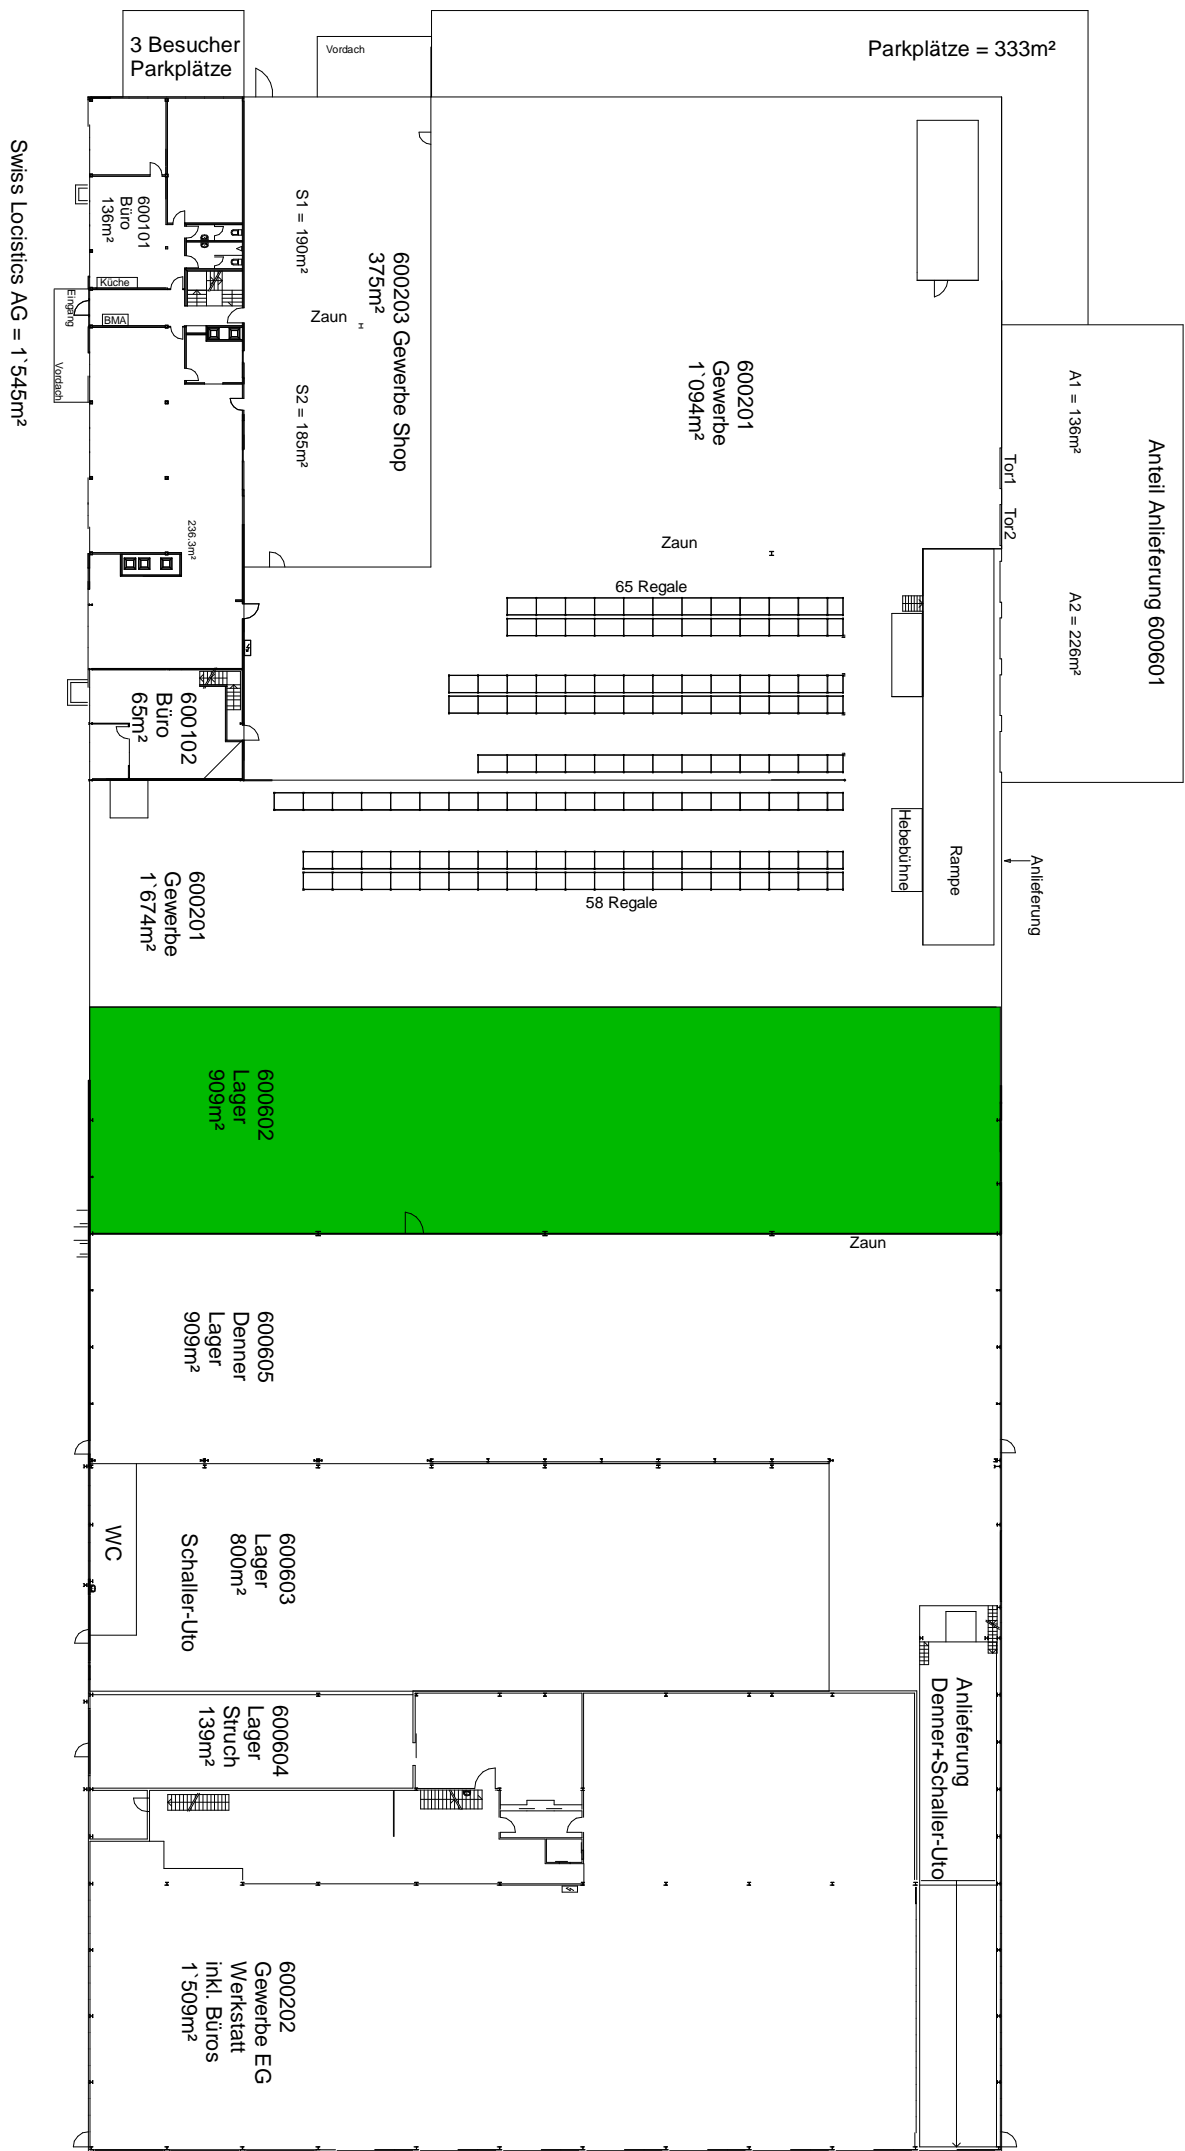 3 Besucher
Parkplätze
Vordach
Parkplätze = 333m²
Swiss Locistics AG = 1`545m²
600101
Büro
136m²
Küche
BMA
Eingang
Vordach
S1 = 190m²
Zaun
S2 = 185m²
600203 Gewerbe Shop
375m²
236.3m²
600102
Büro
65m²
600201
Gewerbe
1`094m²
Tor1
Tor2
A1 = 136m²
A2 = 226m²
Anteil Anlieferung 600601
Zaun
65 Regale
58 Regale
Hebebühne
Rampe
Anlieferung
600201
Gewerbe
1`674m²
600602
Lager
909m²
Zaun
600605
Denner
Lager
909m²
600603
Lager
800m²
Schaller-Uto
WC
Anlieferung
Denner+Schaller-Uto
600604
Lager
Struch
139m²
600202
Gewerbe EG
Werkstatt
inkl. Büros
1`509m²